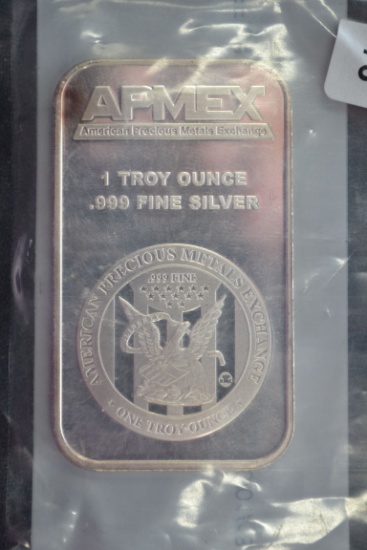 APMEX
American Precious Metals Exchange
1 TROY OUNCE
.999 FINE SILVER
AMERICAN PRECIOUS METALS EXCHANGE
.999 FINE
ONE TROY OUNCE